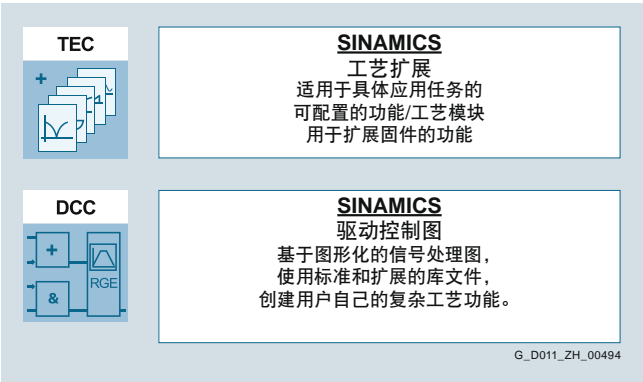 TEC
+
SINAMICS
工艺扩展
适用于具体应用任务的
可配置的功能/工艺模块
用于扩展固件的功能
DCC
+
&
RGE
SINAMICS
驱动控制图
基于图形化的信号处理图，
使用标准和扩展的库文件，
创建用户自己的复杂工艺功能。
G_D011_ZH_00494